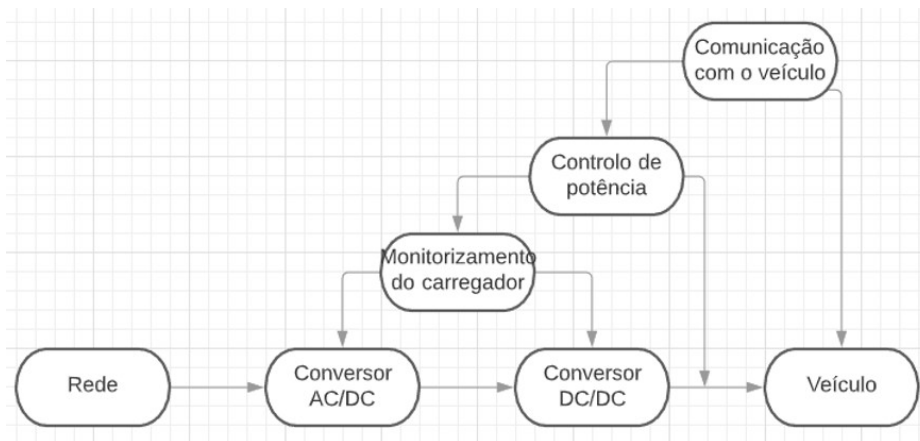 Comunicação
com o veículo
Controlo de
potência
Monitorizamento
do carregador
Rede
Conversor
AC/DC
Conversor
DC/DC
Veículo